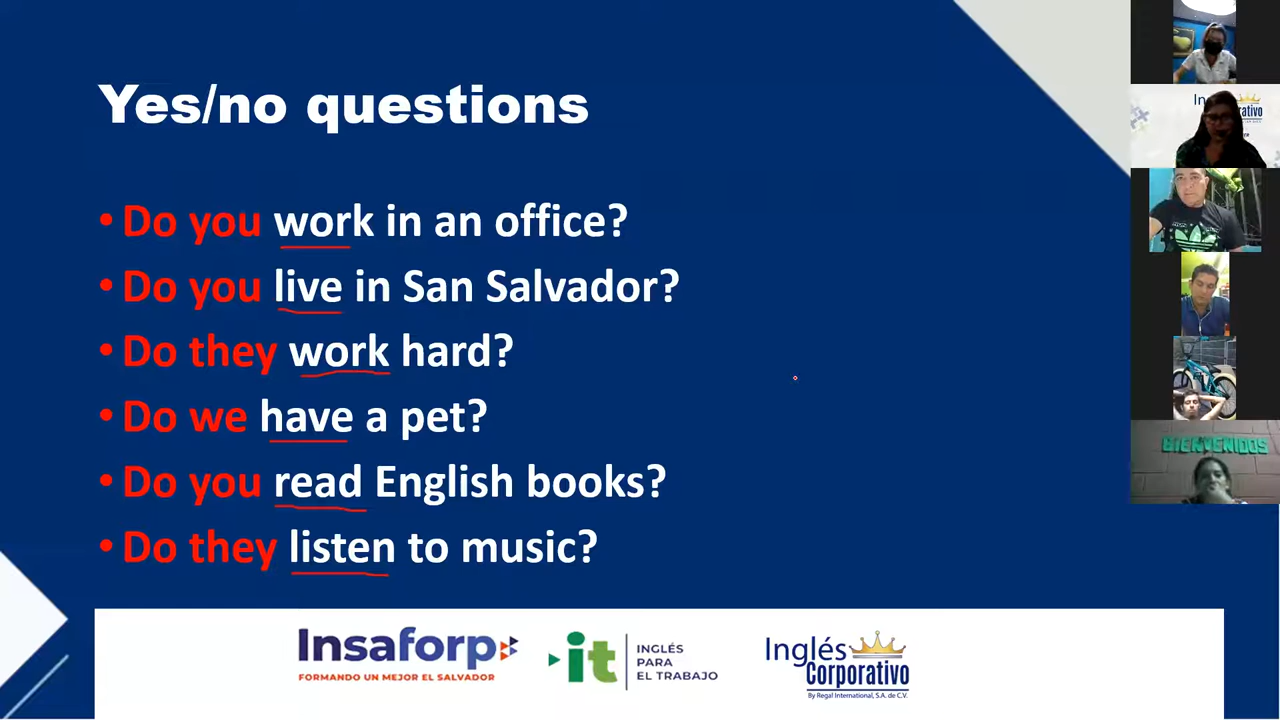 Yes/no questions
• Do you work in an office?
• Do you live in San Salvador?
• Do they work hard?
• Do we have a pet?
• Do you read English books?
• Do they listen to music?
Insaforp
FORMANDO UN MEJOR EL SALVADOR
it
INGLÉS
PARA
EL TRABAJO
Inglés
Corporativo
By Regal International, S.A. de C.V.
BIENVENIDOS